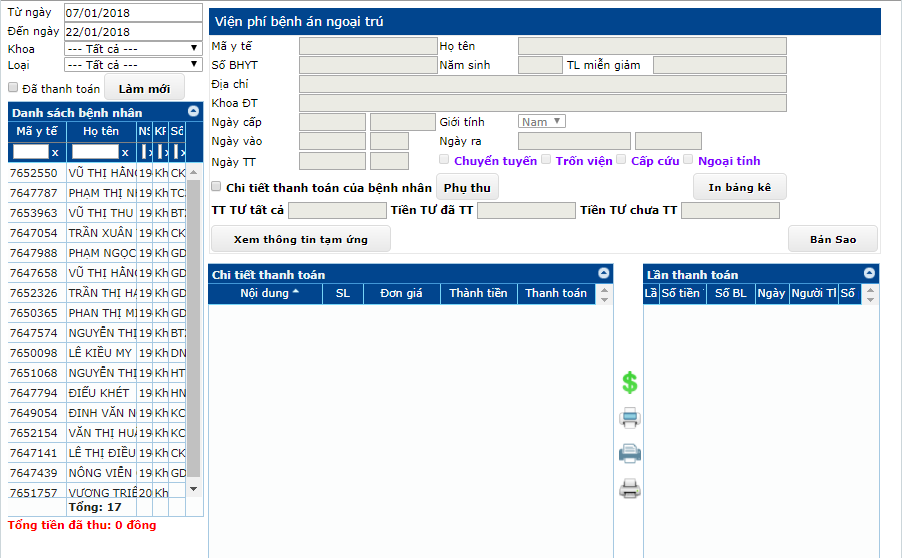 Từ ngày 07/01/2018
Đến ngày 22/01/2018
Khoa --- Tất cả ---
Loại --- Tất cả ---
Đã thanh toán Làm mới
Danh sách bệnh nhân
Mã y tế Họ tên NS KP Số
x x x x x
7652550 VŨ THỊ HẰNG 19 Kh CK
7647787 PHẠM THỊ NH 19 Kh TC
7653963 VŨ THỊ THU 19 Kh BT
7647054 TRẦN XUÂN 19 Kh CK
7647988 PHẠM NGỌC 19 Kh GD
7647658 VŨ THỊ HẰNG 19 Kh GD
7652326 TRẦN THỊ HẠ 19 Kh GD
7650365 PHAN THỊ MI 19 Kh GD
7647574 NGUYỄN THỊ 19 Kh BT
7650098 LÊ KIỀU MY 19 Kh DN
7651068 NGUYỄN THỊ 19 Kh HT
7647794 ĐIỂU KHÉT 19 Kh HN
7649054 ĐINH VĂN N 19 Kh KC
7652154 VĂN THỊ HUẠ 19 Kh KC
7647141 LÊ THỊ ĐIỀU 19 Kh CK
7647439 NÔNG VIỄN 19 Kh GD
7651757 VƯƠNG TRIỆ 20 Kh
Tổng: 17
Tổng tiền đã thu: 0 đồng
Viện phí bệnh án ngoại trú
Mã y tế Họ tên
Số BHYT Năm sinh TL miễn giảm
Địa chỉ
Khoa ĐT
Ngày cấp Giới tính Nam
Ngày vào Ngày ra
Ngày TT Chuyển tuyến Trốn viện Cấp cứu Ngoại tỉnh
Chi tiết thanh toán của bệnh nhân Phụ thu In bảng kê
TT TƯ tất cả Tiền TƯ đã TT Tiền TƯ chưa TT
Xem thông tin tạm ứng Bản Sao
Chi tiết thanh toán
Nội dung SL Đơn giá Thành tiền Thanh toán
Lần thanh toán
Lầ Số tiền Số BL Ngày Người Tl Số